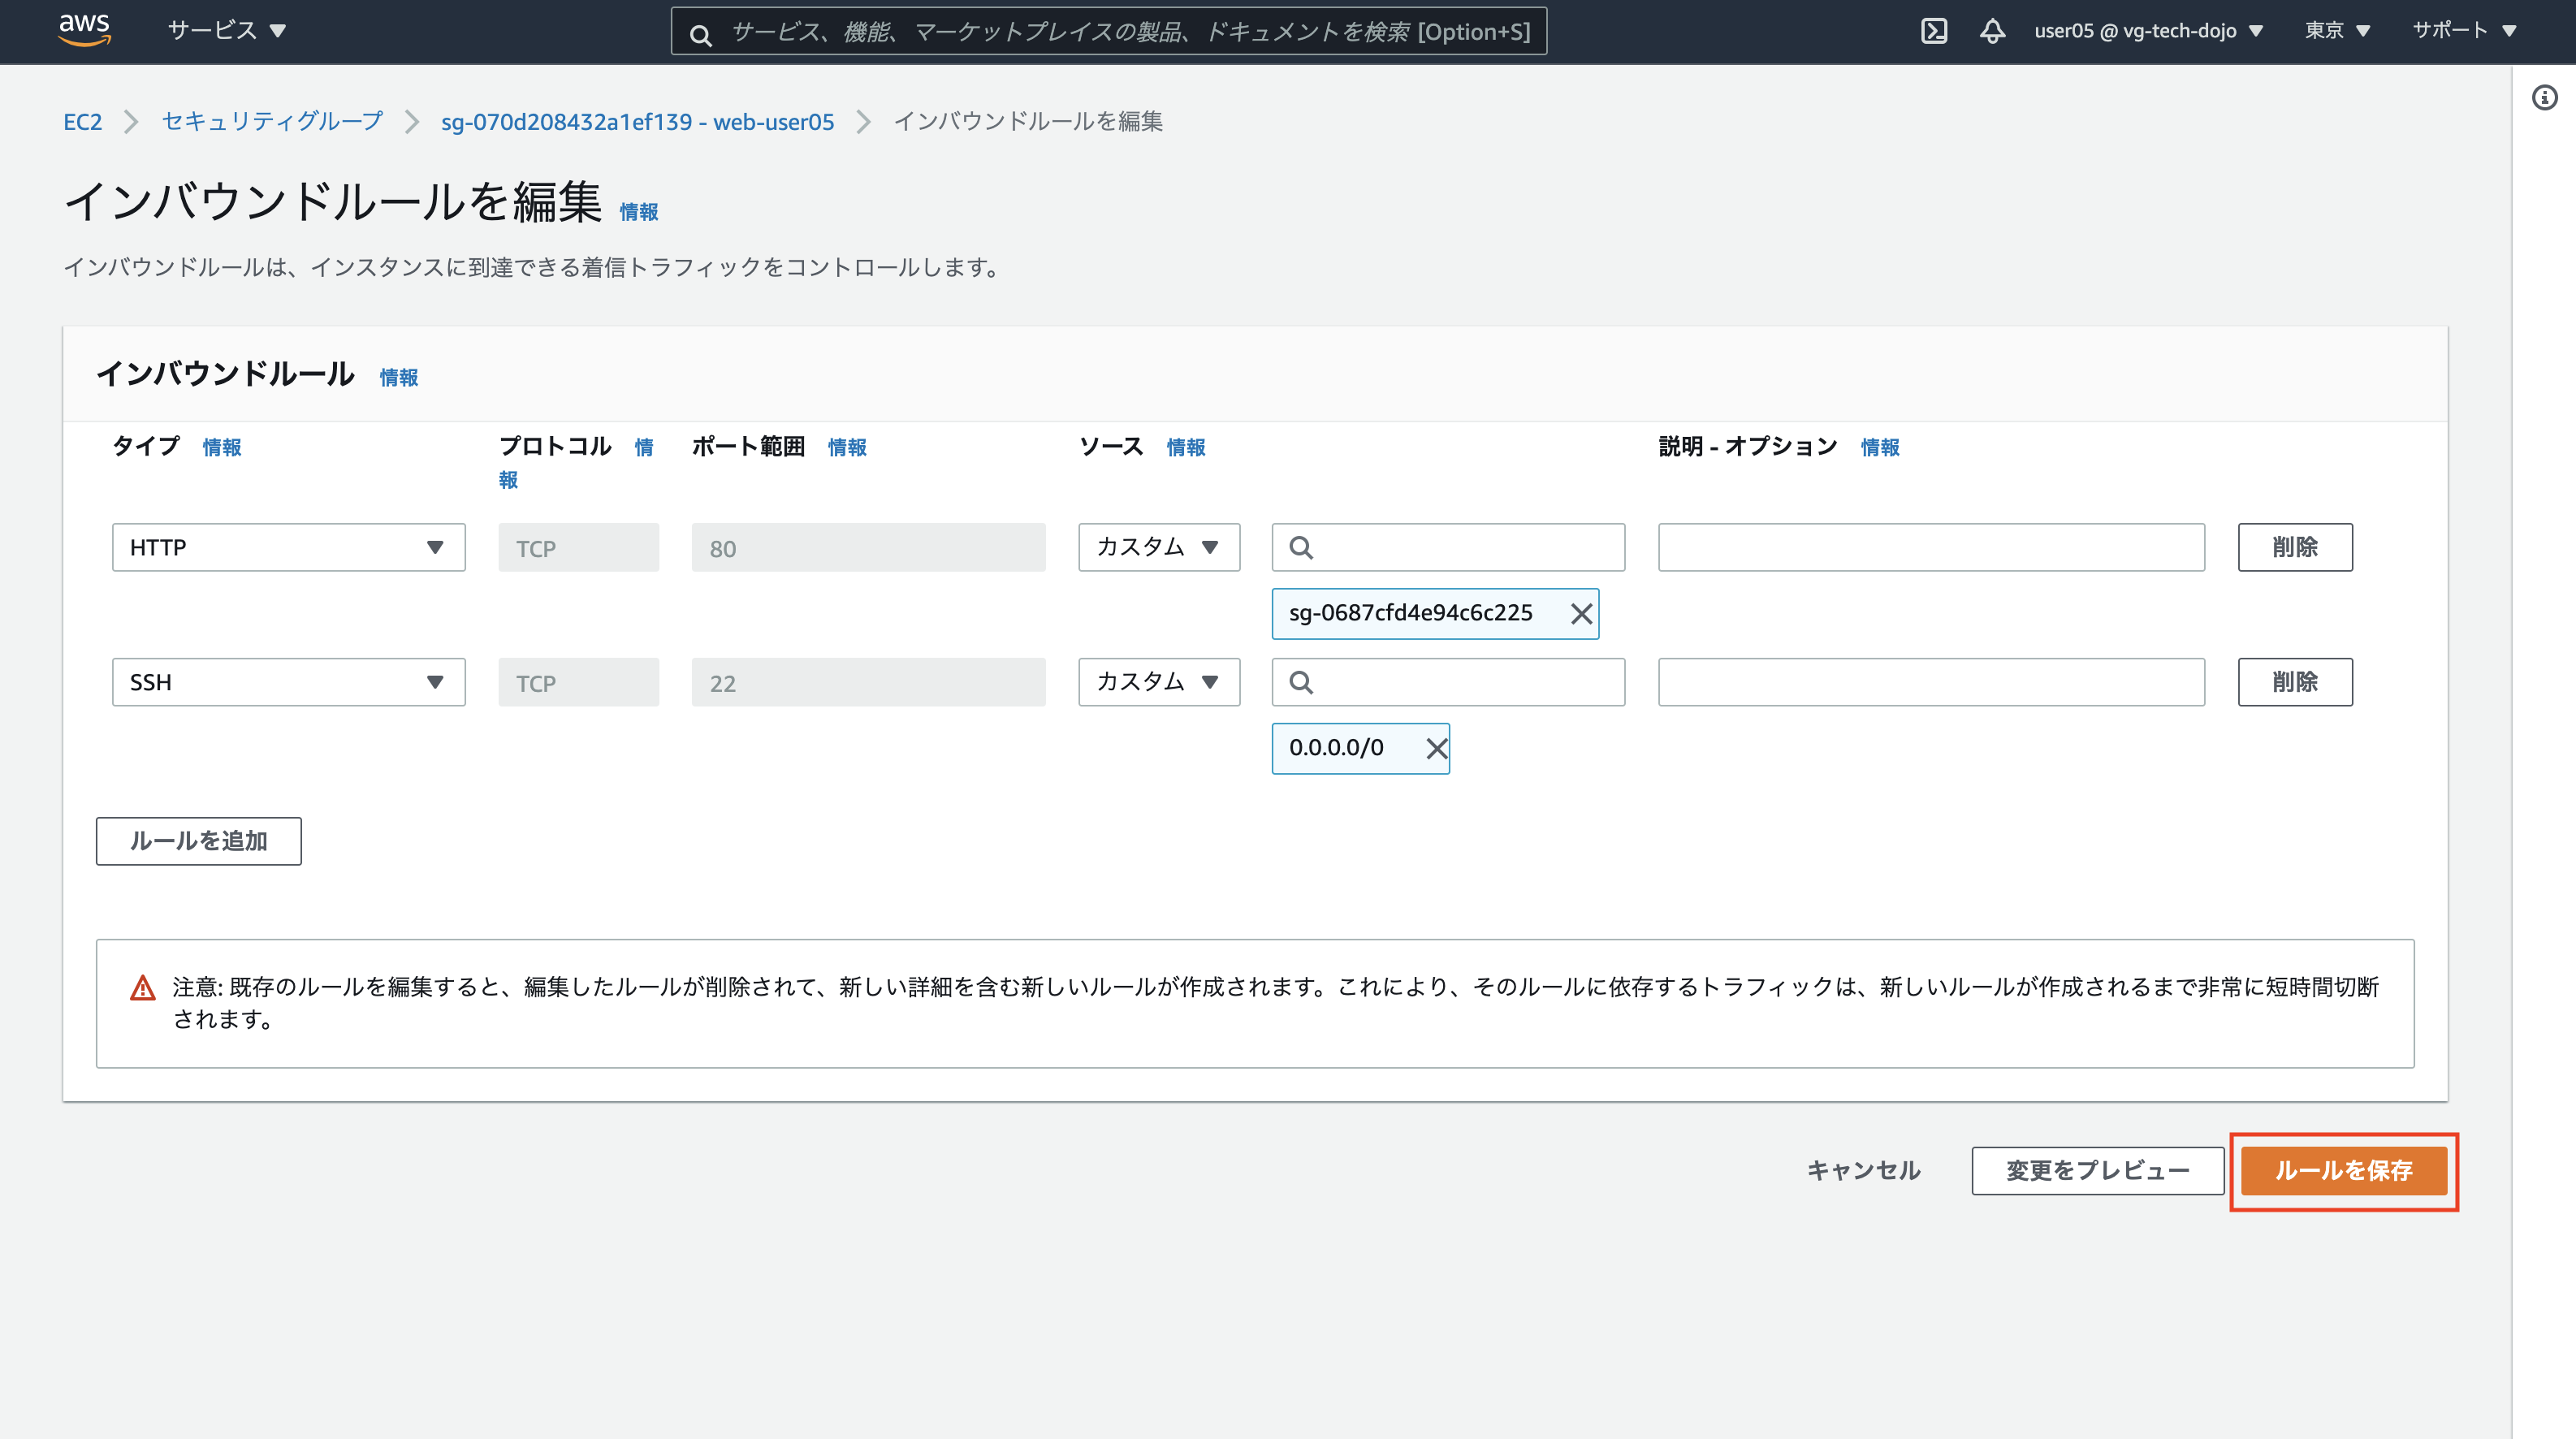 aws サービス サービス、機能、マーケットプレイスの製品、ドキュメントを検索 [Option+S] user05 @ vg-tech-dojo 東京 サポート
EC2 セキュリティグループ sg-070d208432a1ef139 - web-user05 インバウンドルールを編集
インバウンドルールを編集 情報
インバウンドルールは、インスタンスに到達できる着信トラフィックをコントロールします。
インバウンドルール 情報
タイプ 情報 プロトコル 情報 ポート範囲 情報 ソース 情報 説明 - オプション 情報
HTTP TCP 80 カスタム 削除
sg-0687cfd4e94c6c225
SSH TCP 22 カスタム 削除
0.0.0.0/0
ルールを追加
注意: 既存のルールを編集すると、編集したルールが削除されて、新しい詳細を含む新しいルールが作成されます。これにより、そのルールに依存するトラフィックは、新しいルールが作成されるまで非常に短時間切断
されます。
キャンセル 変更をプレビュー ルールを保存